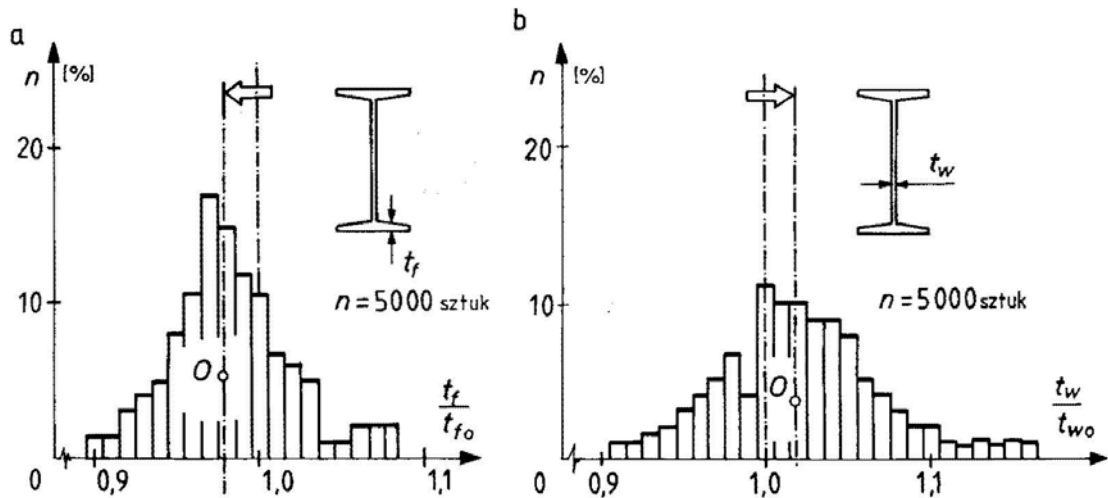 a
n [%]
20
10
0
0,9
1,0
1,1
O
t_f
n = 5000 sztuk
t_f
t_fo
b
n [%]
20
10
0
0,9
1,0
1,1
O
t_w
n = 5000 sztuk
t_w
t_wo